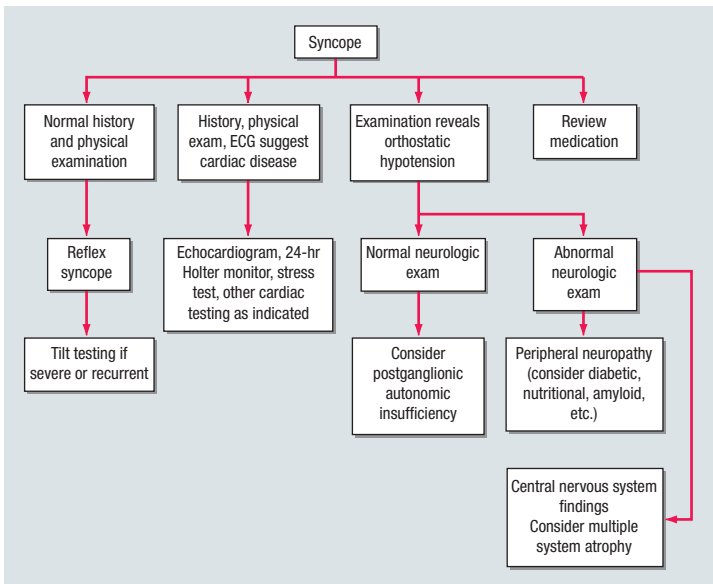 Syncope
Normal history
and physical
examination
History, physical
exam, ECG suggest
cardiac disease
Examination reveals
orthostatic
hypotension
Review
medication
Reflex
syncope
Echocardiogram, 24-hr
Holter monitor, stress
test, other cardiac
testing as indicated
Normal neurologic
exam
Abnormal
neurologic
exam
Tilt testing if
severe or recurrent
Consider
postganglionic
autonomic
insufficiency
Peripheral neuropathy
(consider diabetic,
nutritional, amyloid,
etc.)
Central nervous system
findings
Consider multiple
system atrophy